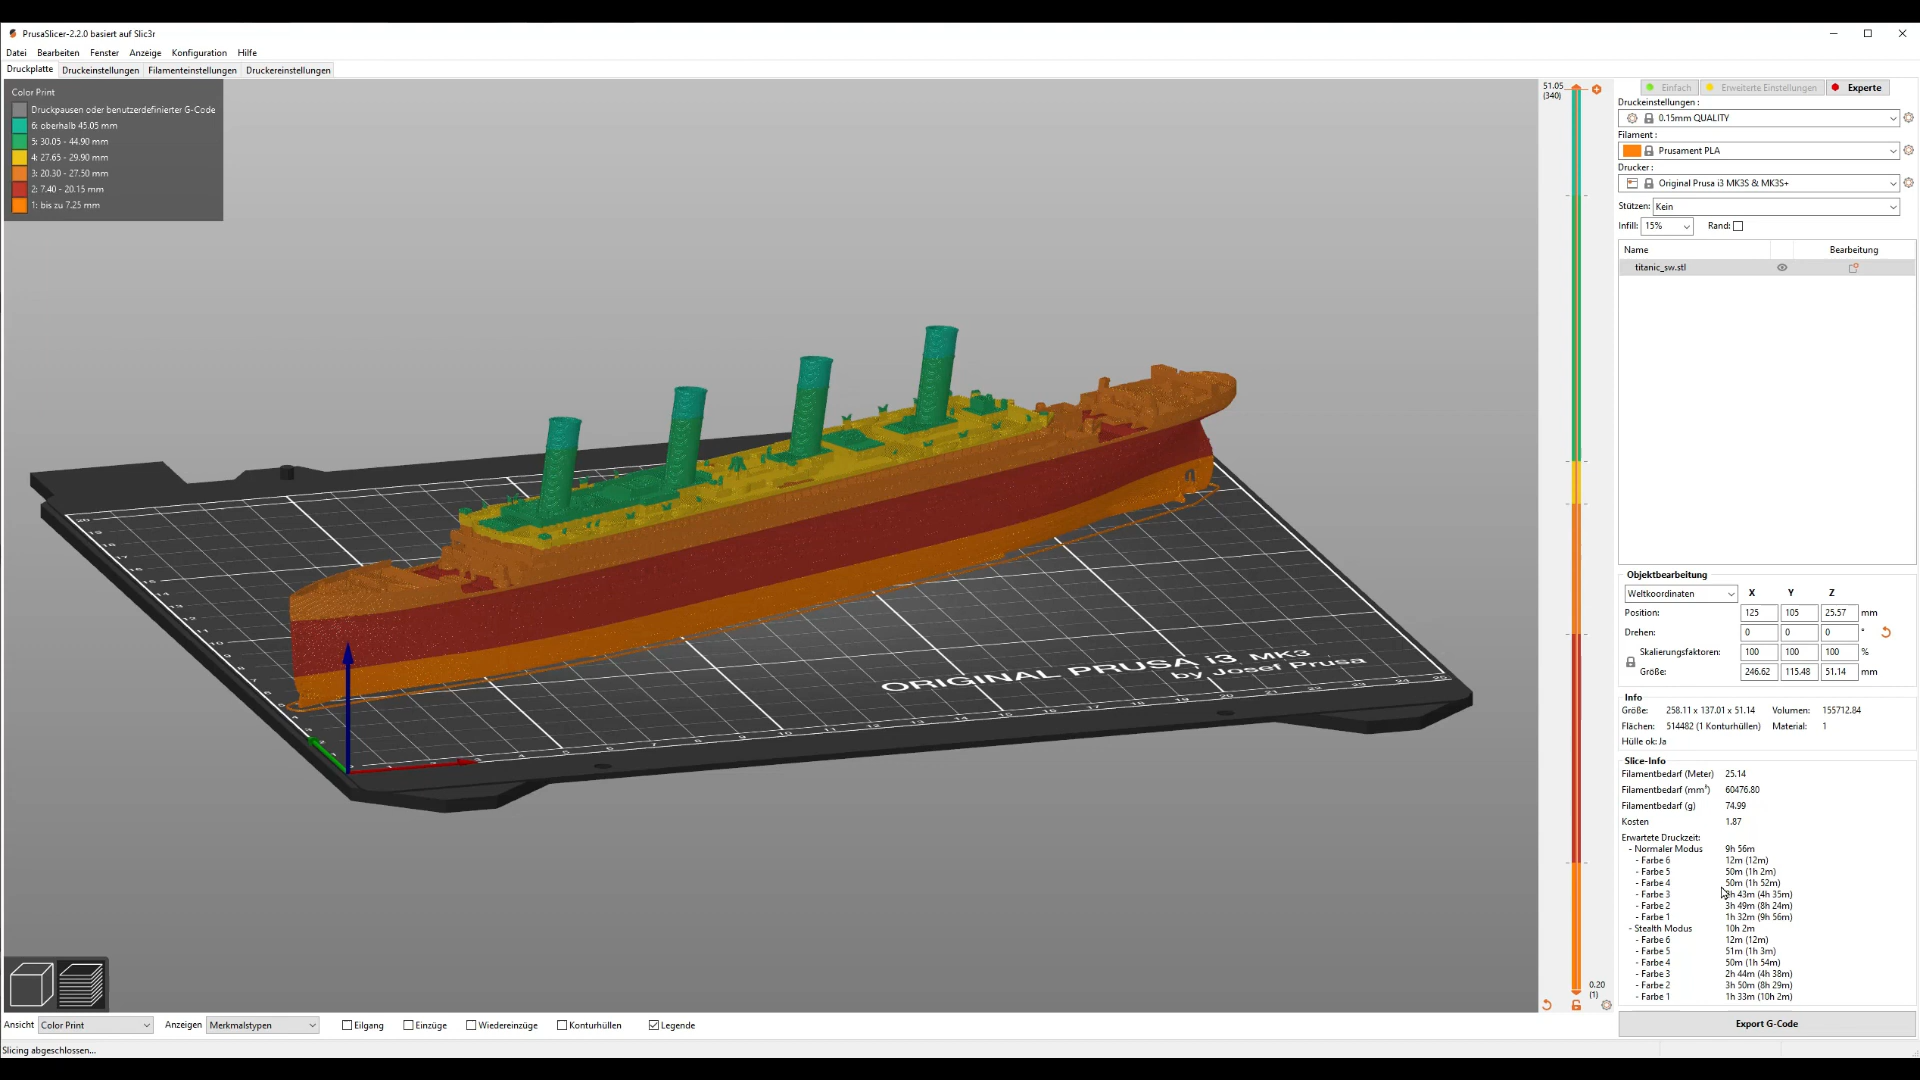 PrusaSlicer-2.2.0 basiert auf Slic3r
Datei Bearbeiten Fenster Anzeige Konfiguration Hilfe
Druckplatte Druckeinstellungen Filamenteinstellungen Druckereinstellungen
Color Print
Druckpausen oder benutzerdefinierter G-Code
6: oberhalb 45.05 mm
5: 30.05 - 44.90 mm
4: 27.65 - 29.90 mm
3: 20.30 - 27.50 mm
2: 7.40 - 20.15 mm
1: bis zu 7.25 mm
ORIGINAL PRUSA i3 MK3
by Josef Prusa
51.05
(340)
0.20
(1)
Einfach Erweiterte Einstellungen Experte
Druckeinstellungen :
0.15mm QUALITY
Filament :
Prusament PLA
Drucker :
Original Prusa i3 MK3S & MK3S+
Stützen: Kein
Infill: 15% Rand:
Name Bearbeitung
titanic_sw.stl
Objektbearbeitung
Weltkoordinaten X Y Z
Position: 125 105 25.57 mm
Drehen: 0 0 0 °
Skalierungsfaktoren: 100 100 100 %
Größe: 246.62 115.48 51.14 mm
Info
Größe: 258.11 x 137.01 x 51.14 Volumen: 155712.84
Flächen: 514482 (1 Konturhüllen) Material: 1
Hülle ok: Ja
Slice-Info
Filamentbedarf (Meter) 25.14
Filamentbedarf (mm³) 60476.80
Filamentbedarf (g) 74.99
Kosten 1.87
Erwartete Druckzeit:
- Normaler Modus 9h 56m
- Farbe 6 12m (12m)
- Farbe 5 50m (1h 2m)
- Farbe 4 50m (1h 52m)
- Farbe 3 43m (4h 35m)
- Farbe 2 3h 49m (8h 24m)
- Farbe 1 1h 32m (9h 56m)
- Stealth Modus 10h 2m
- Farbe 6 12m (12m)
- Farbe 5 51m (1h 3m)
- Farbe 4 50m (1h 54m)
- Farbe 3 2h 44m (4h 38m)
- Farbe 2 3h 50m (8h 29m)
- Farbe 1 1h 33m (10h 2m)
Export G-Code
Ansicht Color Print Anzeigen Merkmalstypen Eilgang Einzüge Wiedereinzüge Konturhüllen Legende
Slicing abgeschlossen...